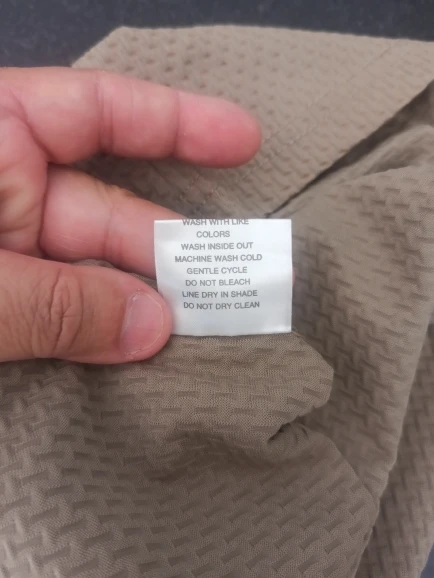 WASH WITH LIKE
COLORS
WASH INSIDE OUT
MACHINE WASH COLD
GENTLE CYCLE
DO NOT BLEACH
LINE DRY IN SHADE
DO NOT DRY CLEAN